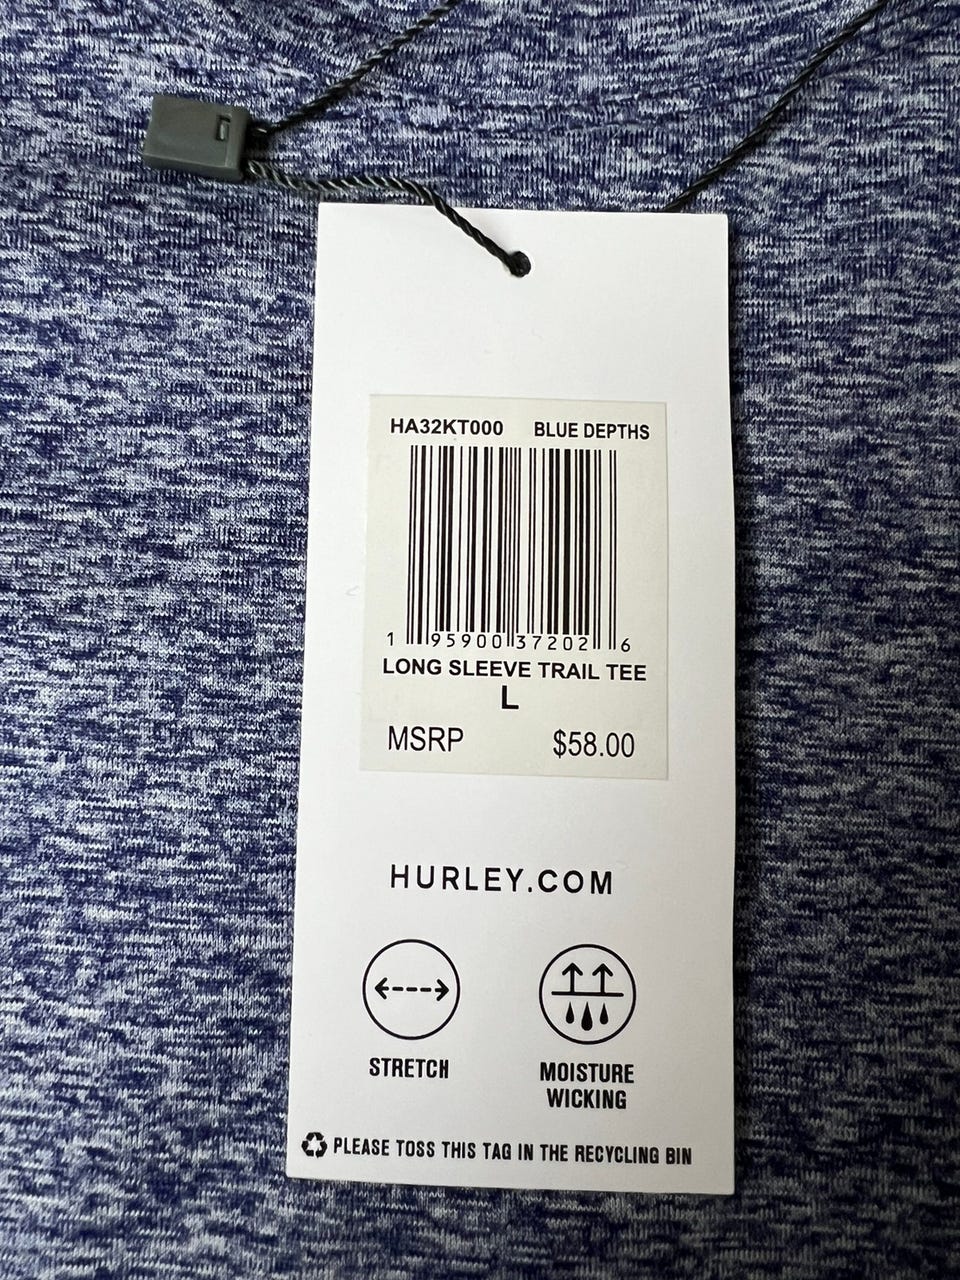 HA32KT000 BLUE DEPTHS
1 95900 37202 6
LONG SLEEVE TRAIL TEE
L
MSRP $58.00
HURLEY.COM
STRETCH
MOISTURE
WICKING
PLEASE TOSS THIS TAG IN THE RECYCLING BIN